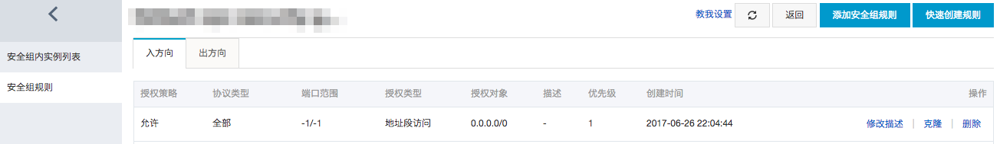 教我设置 返回 添加安全组规则 快速创建规则
安全组内实例列表
安全组规则
入方向 出方向
授权策略 协议类型 端口范围 授权类型 授权对象 描述 优先级 创建时间 操作
允许 全部 -1/-1 地址段访问 0.0.0.0/0 - 1 2017-06-26 22:04:44 修改描述 | 克隆 | 删除